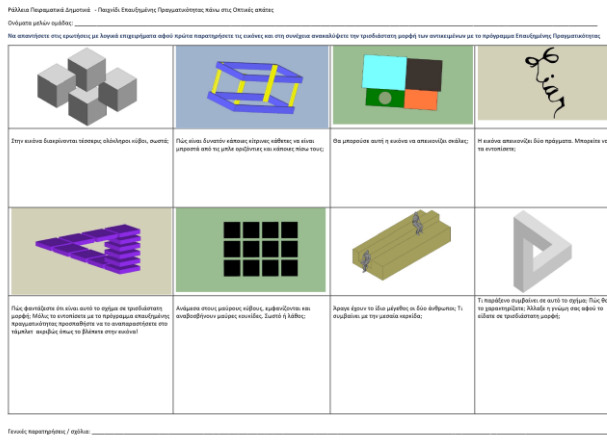 Ράλλεια Πειραματικά Δημοτικά - Παιχνίδι Επαυξημένης Πραγματικότητας πάνω στις Οπτικές απάτες
Ονόματα μελών ομάδας:
Να απαντήσετε στις ερωτήσεις με λογικά επιχειρήματα αφού πρώτα παρατηρήσετε τις εικόνες και στη συνέχεια ανακαλύψετε την τρισδιάστατη μορφή των αντικειμένων με το πρόγραμμα Επαυξημένης Πραγματικότητας
Liar
Στην εικόνα διακρίνονται τέσσερις ολόκληροι κύβοι, σωστά;
Πώς είναι δυνατόν κάποιες κίτρινες κάθετες να είναι
μπροστά από τις μπλε οριζόντιες και κάποιες πίσω τους;
Θα μπορούσε αυτή η εικόνα να απεικονίζει σκάλες;
Η εικόνα απεικονίζει δύο πράγματα. Μπορείτε να
τα εντοπίσετε;
Πώς φαντάζεστε ότι είναι αυτό το σχήμα σε τρισδιάστατη
μορφή; Μόλις το εντοπίσετε με το πρόγραμμα επαυξημένης
πραγματικότητας προσπαθήστε να το αναπαραστήσετε στο
τάμπλετ ακριβώς όπως το βλέπετε στην εικόνα!
Ανάμεσα στους μαύρους κύβους, εμφανίζονται και
αναβοσβήνουν μαύρες κουκίδες. Σωστό ή λάθος;
Άραγε έχουν το ίδιο μέγεθος οι δύο άνθρωποι; Τι
συμβαίνει με την μεσαία κερκίδα;
Τι παράξενο συμβαίνει σε αυτό το σχήμα; Πώς θα
το χαρακτηρίζατε; Άλλαξε η γνώμη σας αφού το
είδατε σε τρισδιάστατη μορφή;
Γενικές παρατηρήσεις / σχόλια: